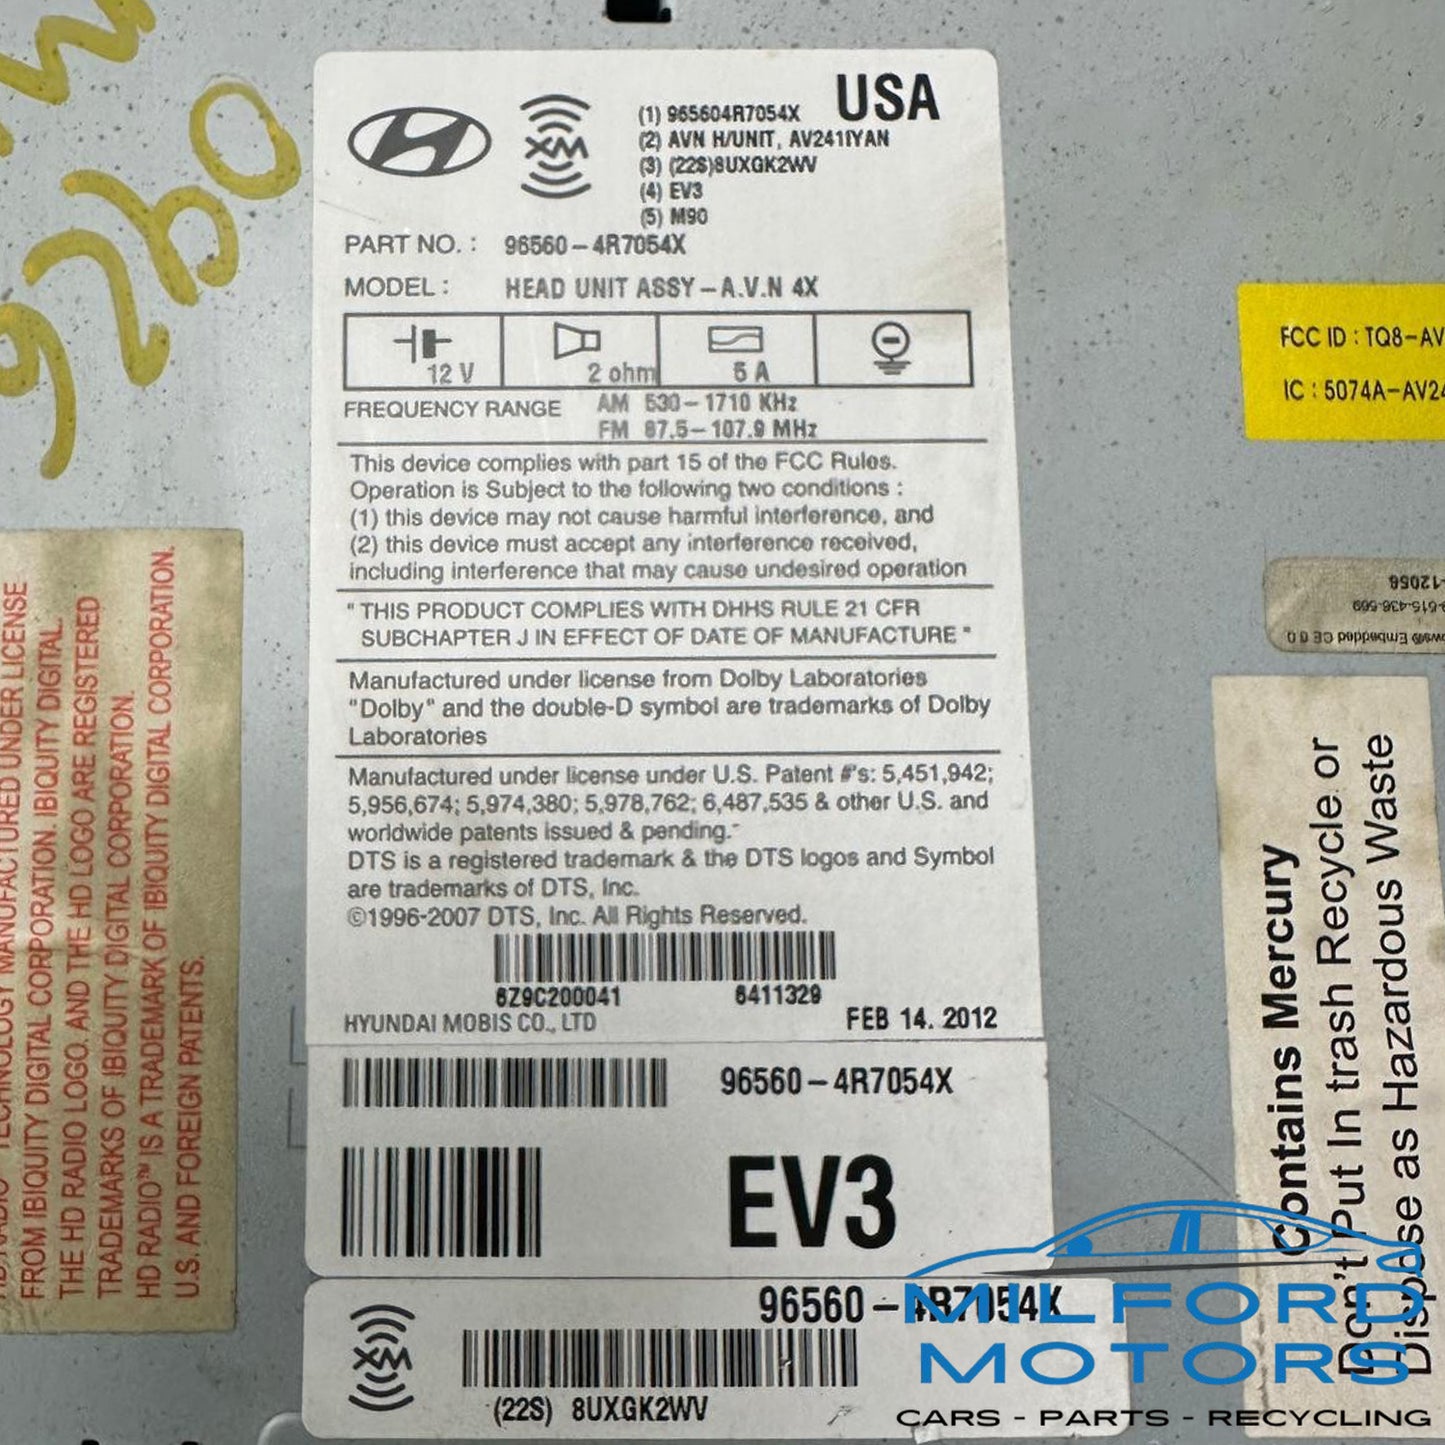 USA
(1) 965604R7054X
(2) AVN H/UNIT, AV241IYAN
(3) (22S)8UXGK2WV
(4) EV3
(5) M90
XM
PART NO. : 96560-4R7054X
MODEL : HEAD UNIT ASSY-A.V.N 4X
12 V 2 ohm 5 A
FREQUENCY RANGE AM 530-1710 KHz
FM 87.5-107.9 MHz
This device complies with part 15 of the FCC Rules.
Operation is Subject to the following two conditions :
(1) this device may not cause harmful interference, and
(2) this device must accept any interference received,
including interference that may cause undesired operation
" THIS PRODUCT COMPLIES WITH DHHS RULE 21 CFR
SUBCHAPTER J IN EFFECT OF DATE OF MANUFACTURE "
Manufactured under license from Dolby Laboratories
"Dolby" and the double-D symbol are trademarks of Dolby
Laboratories
Manufactured under license under U.S. Patent #'s: 5,451,942;
5,956,674; 5,974,380; 5,978,762; 6,487,535 & other U.S. and
worldwide patents issued & pending.
DTS is a registered trademark & the DTS logos and Symbol
are trademarks of DTS, Inc.
©1996-2007 DTS, Inc. All Rights Reserved.
6Z9C200041 6411329
HYUNDAI MOBIS CO., LTD FEB 14. 2012
96560-4R7054X
EV3
96560-4R7054X
XM
(22S) 8UXGK2WV
9260
FROM IBIQUITY DIGITAL CORPORATION. IBIQUITY DIGITAL.
THE HD RADIO LOGO. AND THE HD LOGO ARE REGISTERED
TRADEMARKS OF IBIQUITY DIGITAL CORPORATION.
HD RADIO™ IS A TRADEMARK OF IBIQUITY DIGITAL CORPORATION.
U.S. AND FOREIGN PATENTS.
FCC ID : TQ8-AV
IC : 5074A-AV24
-12056
-515-436-569
Embedded CE 6.0
Contains Mercury
Don't Put In trash Recycle or
Dispose as Hazardous Waste
MILFORD
MOTORS
CARS - PARTS - RECYCLING